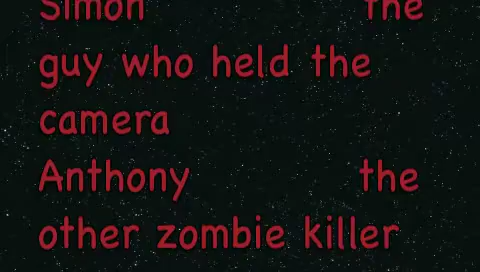 Simon the
guy who held the
camera
Anthony the
other zombie killer